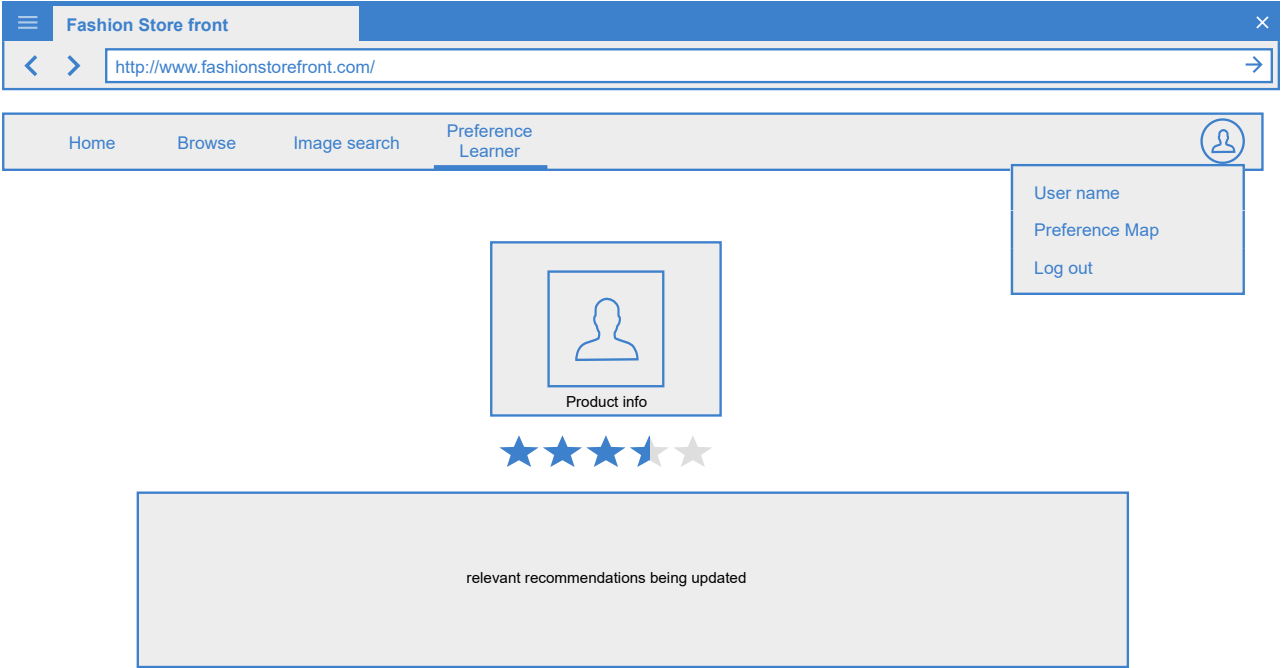 Fashion Store front
http://www.fashionstorefront.com/
Home
Browse
Image search
Preference
Learner
User name
Preference Map
Log out
Product info
relevant recommendations being updated